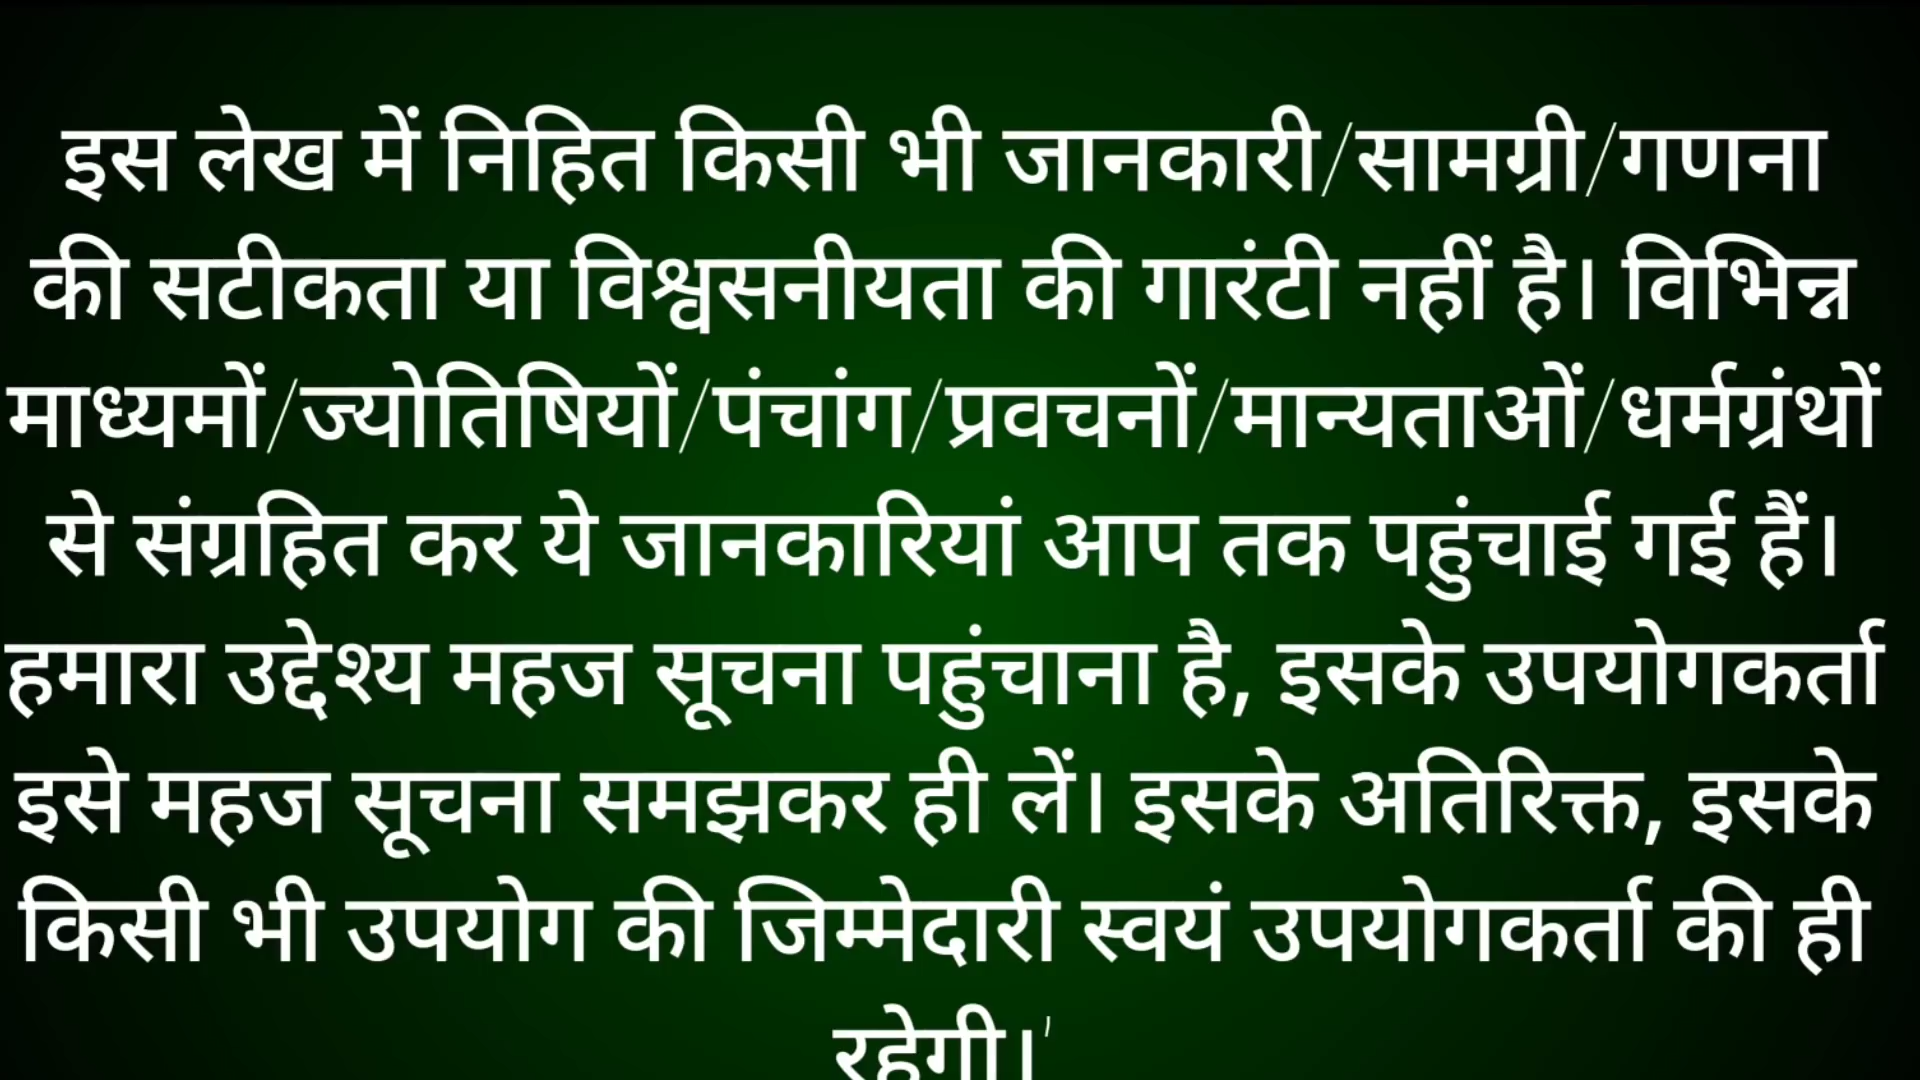 इस लेख में निहित किसी भी जानकारी/सामग्री/गणना
की सटीकता या विश्वसनीयता की गारंटी नहीं है। विभिन्न
माध्यमों/ज्योतिषियों/पंचांग/प्रवचनों/मान्यताओं/धर्मग्रंथों
से संग्रहित कर ये जानकारियां आप तक पहुंचाई गई हैं।
हमारा उद्देश्य महज सूचना पहुंचाना है, इसके उपयोगकर्ता
इसे महज सूचना समझकर ही लें। इसके अतिरिक्त, इसके
किसी भी उपयोग की जिम्मेदारी स्वयं उपयोगकर्ता की ही
रहेगी।'